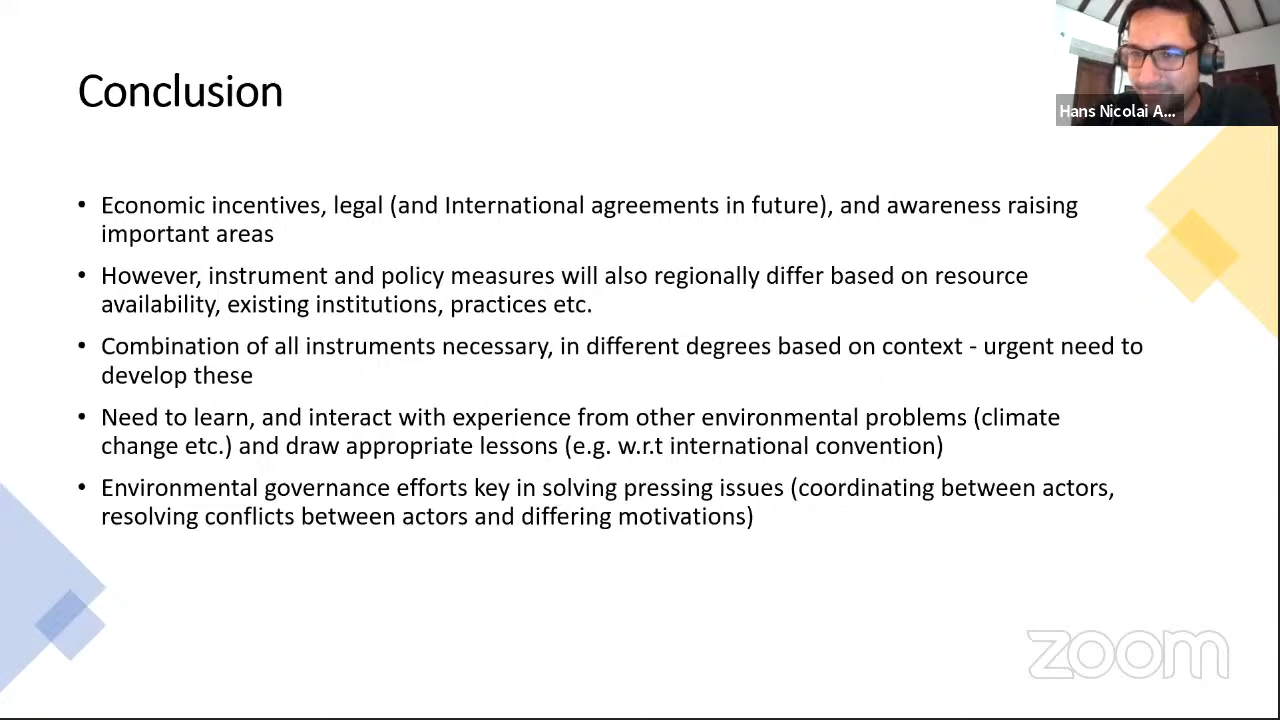 Conclusion
Hans Nicolai A...
• Economic incentives, legal (and International agreements in future), and awareness raising
important areas
• However, instrument and policy measures will also regionally differ based on resource
availability, existing institutions, practices etc.
• Combination of all instruments necessary, in different degrees based on context - urgent need to
develop these
• Need to learn, and interact with experience from other environmental problems (climate
change etc.) and draw appropriate lessons (e.g. w.r.t international convention)
• Environmental governance efforts key in solving pressing issues (coordinating between actors,
resolving conflicts between actors and differing motivations)
zoom